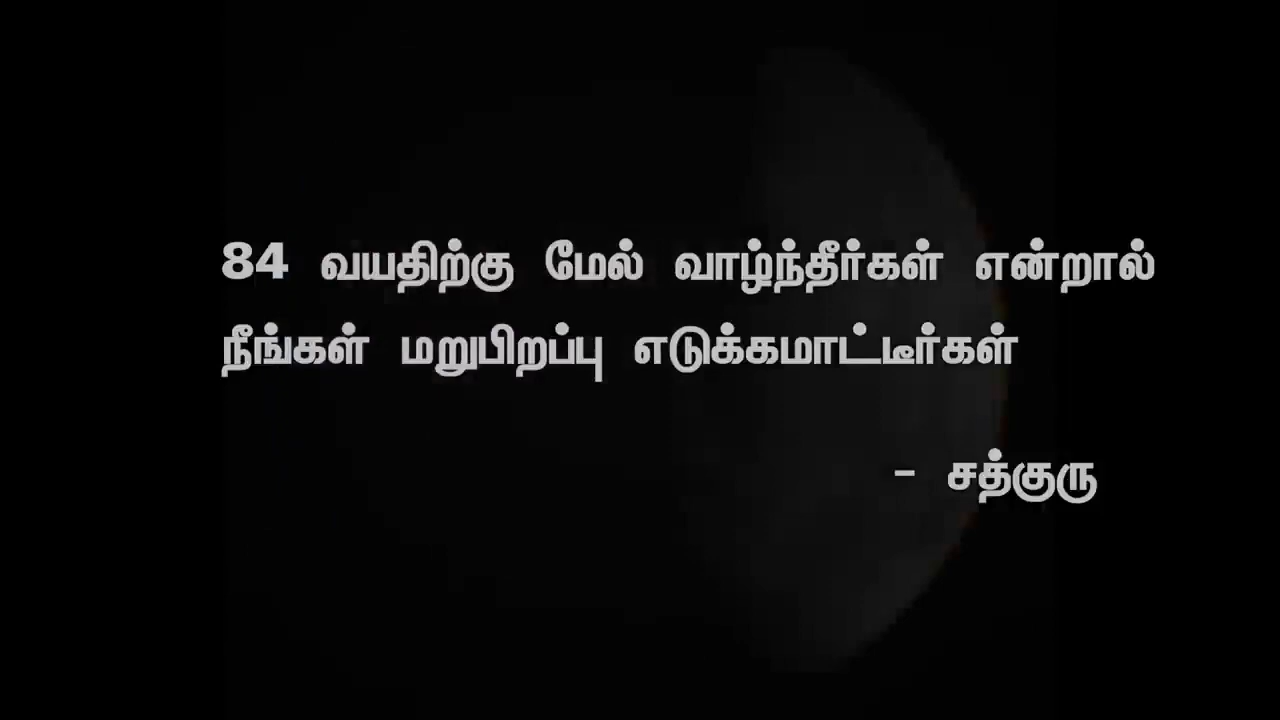 84 வயதிற்கு மேல் வாழ்ந்தீர்கள் என்றால்
நீங்கள் மறுபிறப்பு எடுக்கமாட்டீர்கள்
- சத்குரு